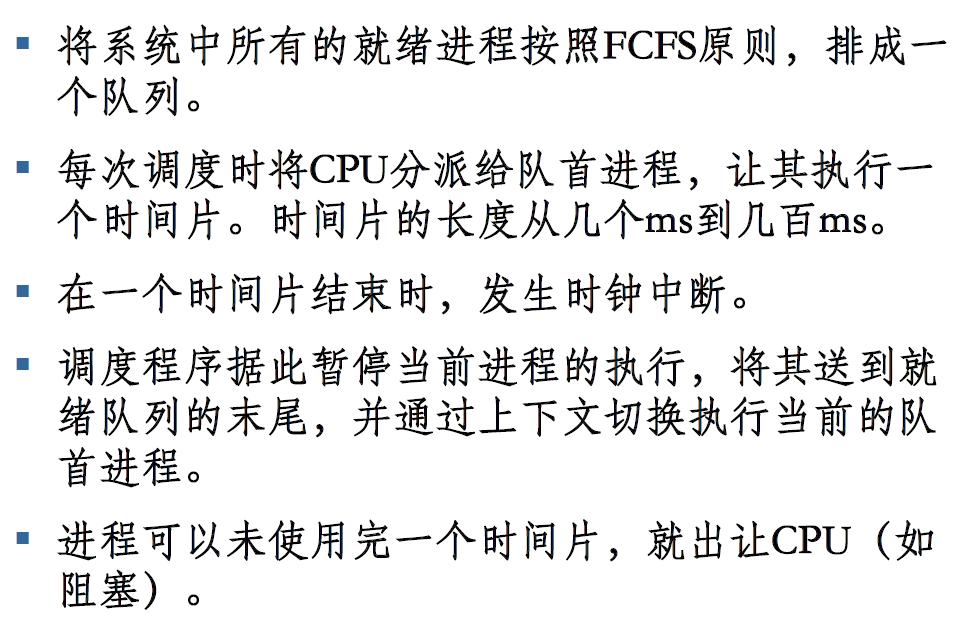 ▪ 将系统中所有的就绪进程按照FCFS原则，排成一
个队列。
▪ 每次调度时将CPU分派给队首进程，让其执行一
个时间片。时间片的长度从几个ms到几百ms。
▪ 在一个时间片结束时，发生时钟中断。
▪ 调度程序据此暂停当前进程的执行，将其送到就
绪队列的末尾，并通过上下文切换执行当前的队
首进程。
▪ 进程可以未使用完一个时间片，就出让CPU（如
阻塞）。